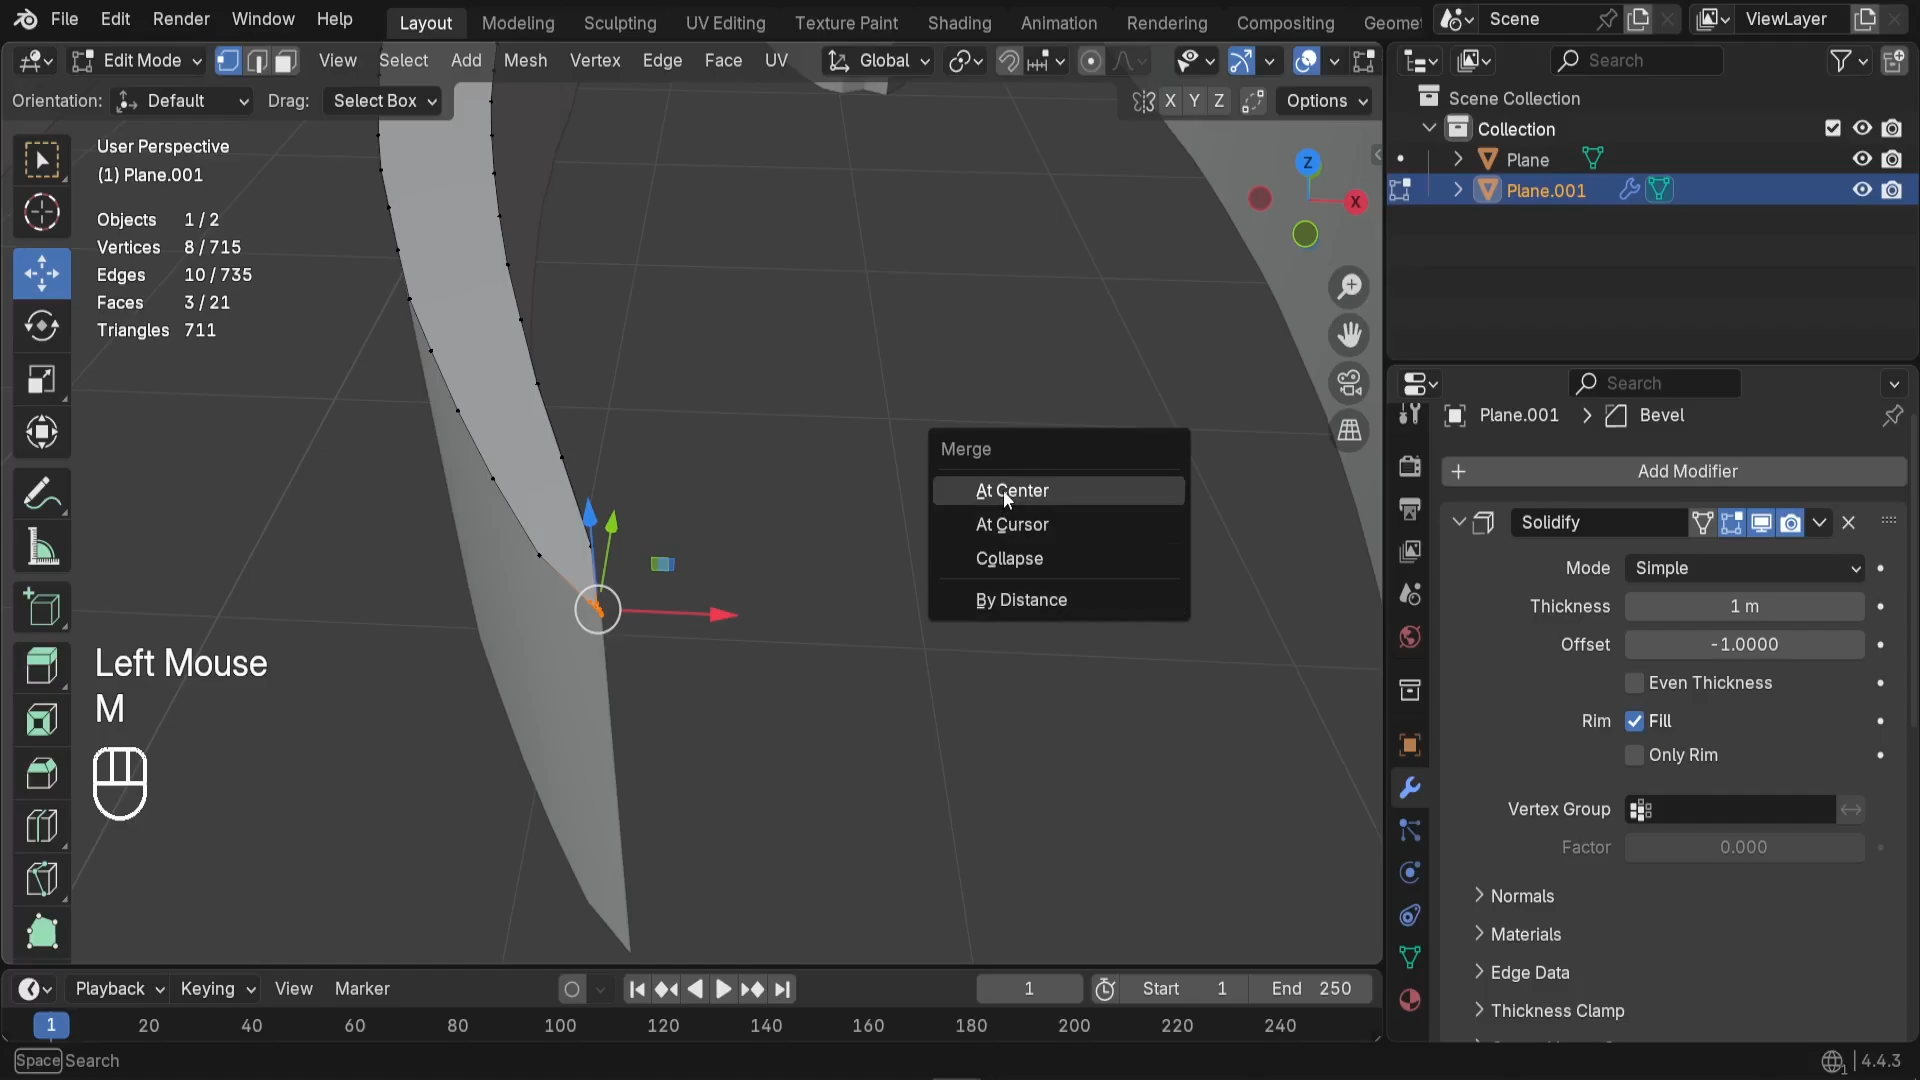 File Edit Render Window Help Layout Modeling Sculpting UV Editing Texture Paint Shading Animation Rendering Compositing Geomet Scene ViewLayer
Edit Mode View Select Add Mesh Vertex Edge Face UV Global Search
Orientation: Default Drag: Select Box X Y Z Options
Scene Collection
Collection
Plane
Plane.001
User Perspective
(1) Plane.001
Objects 1 / 2
Vertices 8 / 715
Edges 10 / 735
Faces 3 / 21
Triangles 711
Z
X
Merge
At Center
At Cursor
Collapse
By Distance
Left Mouse
M
Search
Plane.001 > Bevel
+ Add Modifier
Solidify
Mode Simple
Thickness 1 m
Offset -1.0000
Even Thickness
Rim Fill
Only Rim
Vertex Group
Factor 0.000
Normals
Materials
Edge Data
Thickness Clamp
Playback Keying View Marker 1 Start 1 End 250
1 20 40 60 80 100 120 140 160 180 200 220 240
Space Search 4.4.3